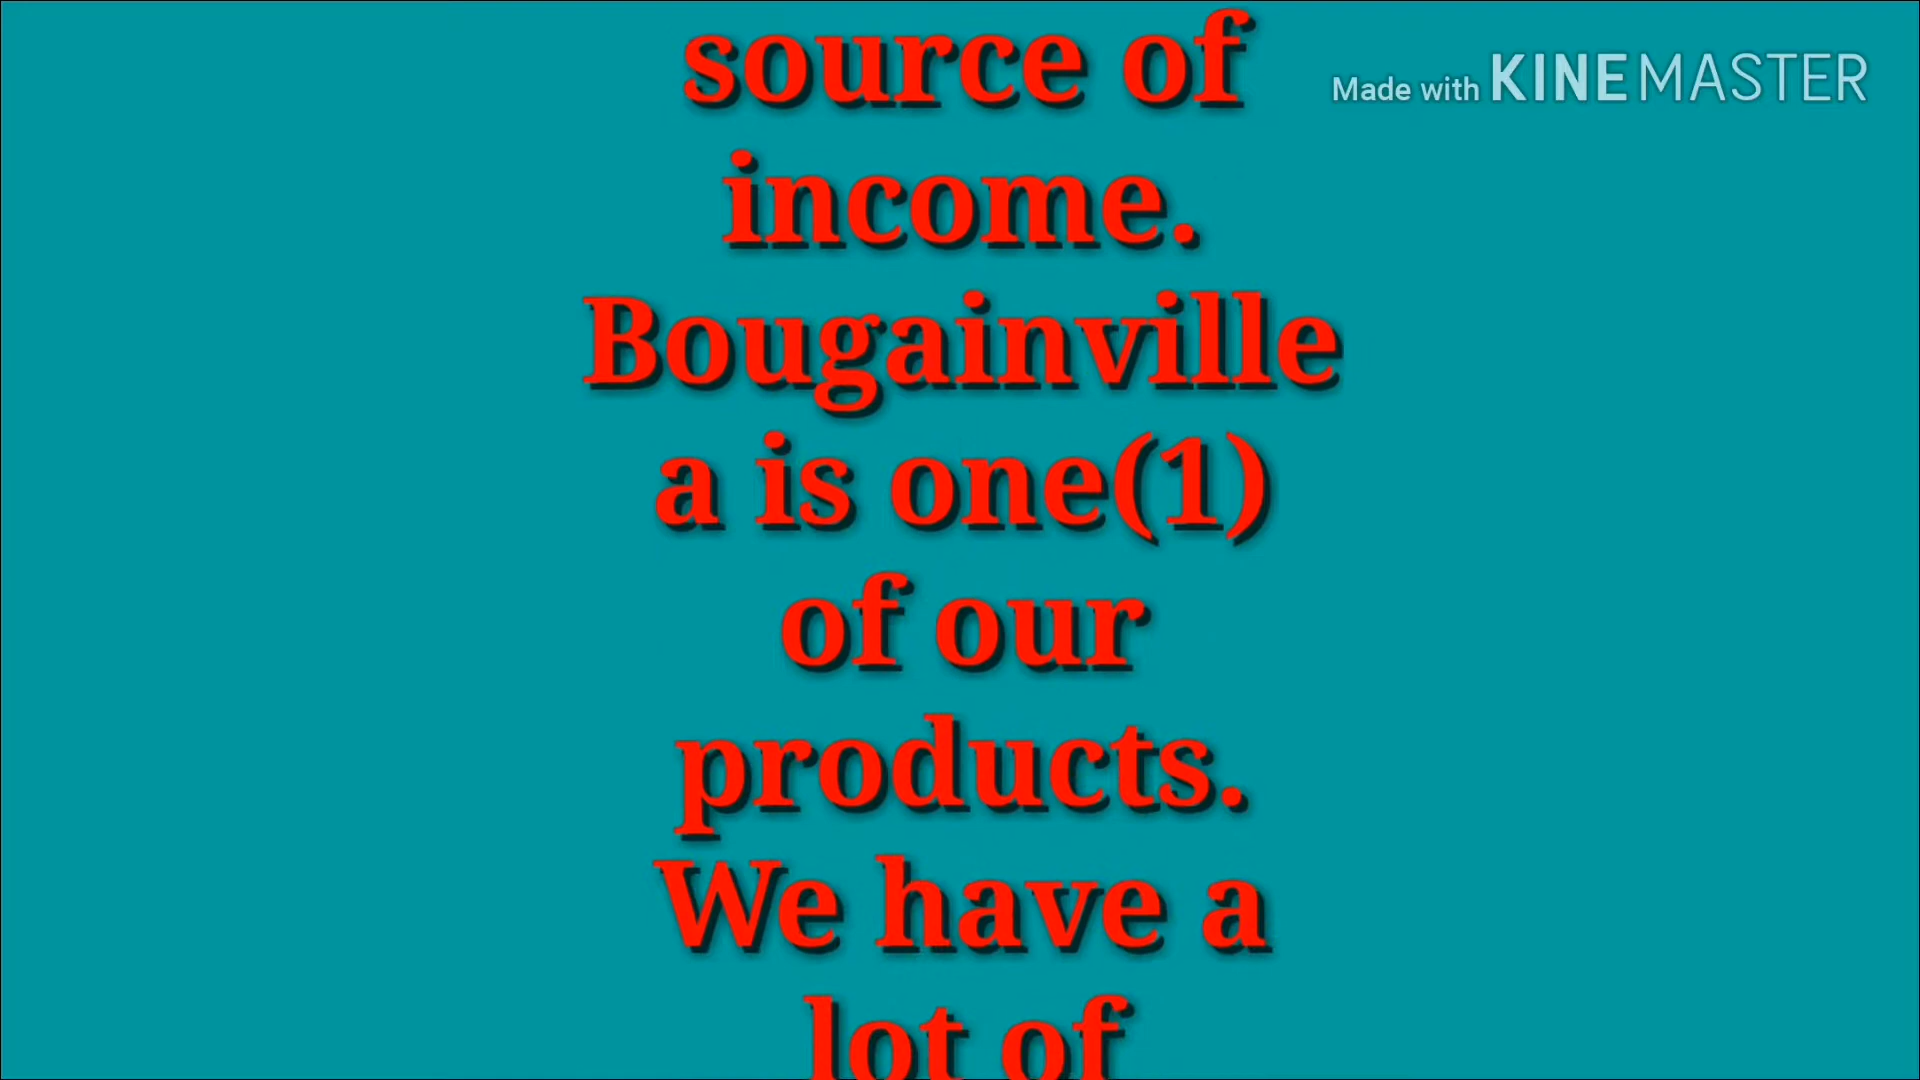 source of
Made with KINEMASTER
income.
Bougainville
a is one(1)
of our
products.
We have a
lot of